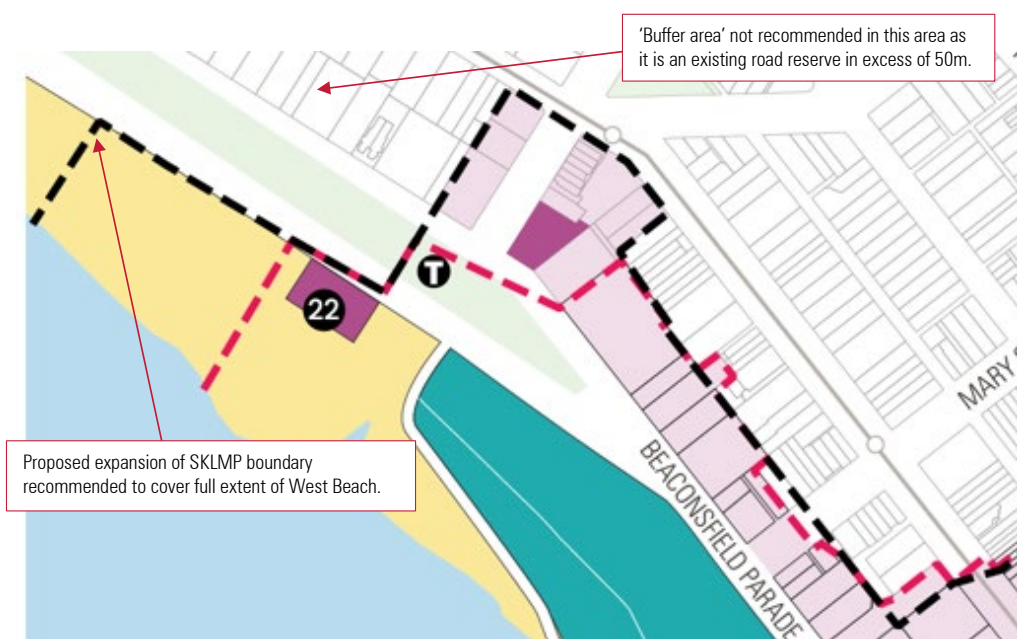 'Buffer area' not recommended in this area as
it is an existing road reserve in excess of 50m.
T
22
MARY
Proposed expansion of SKLMP boundary
recommended to cover full extent of West Beach.
BEACONSFIELD PARADE